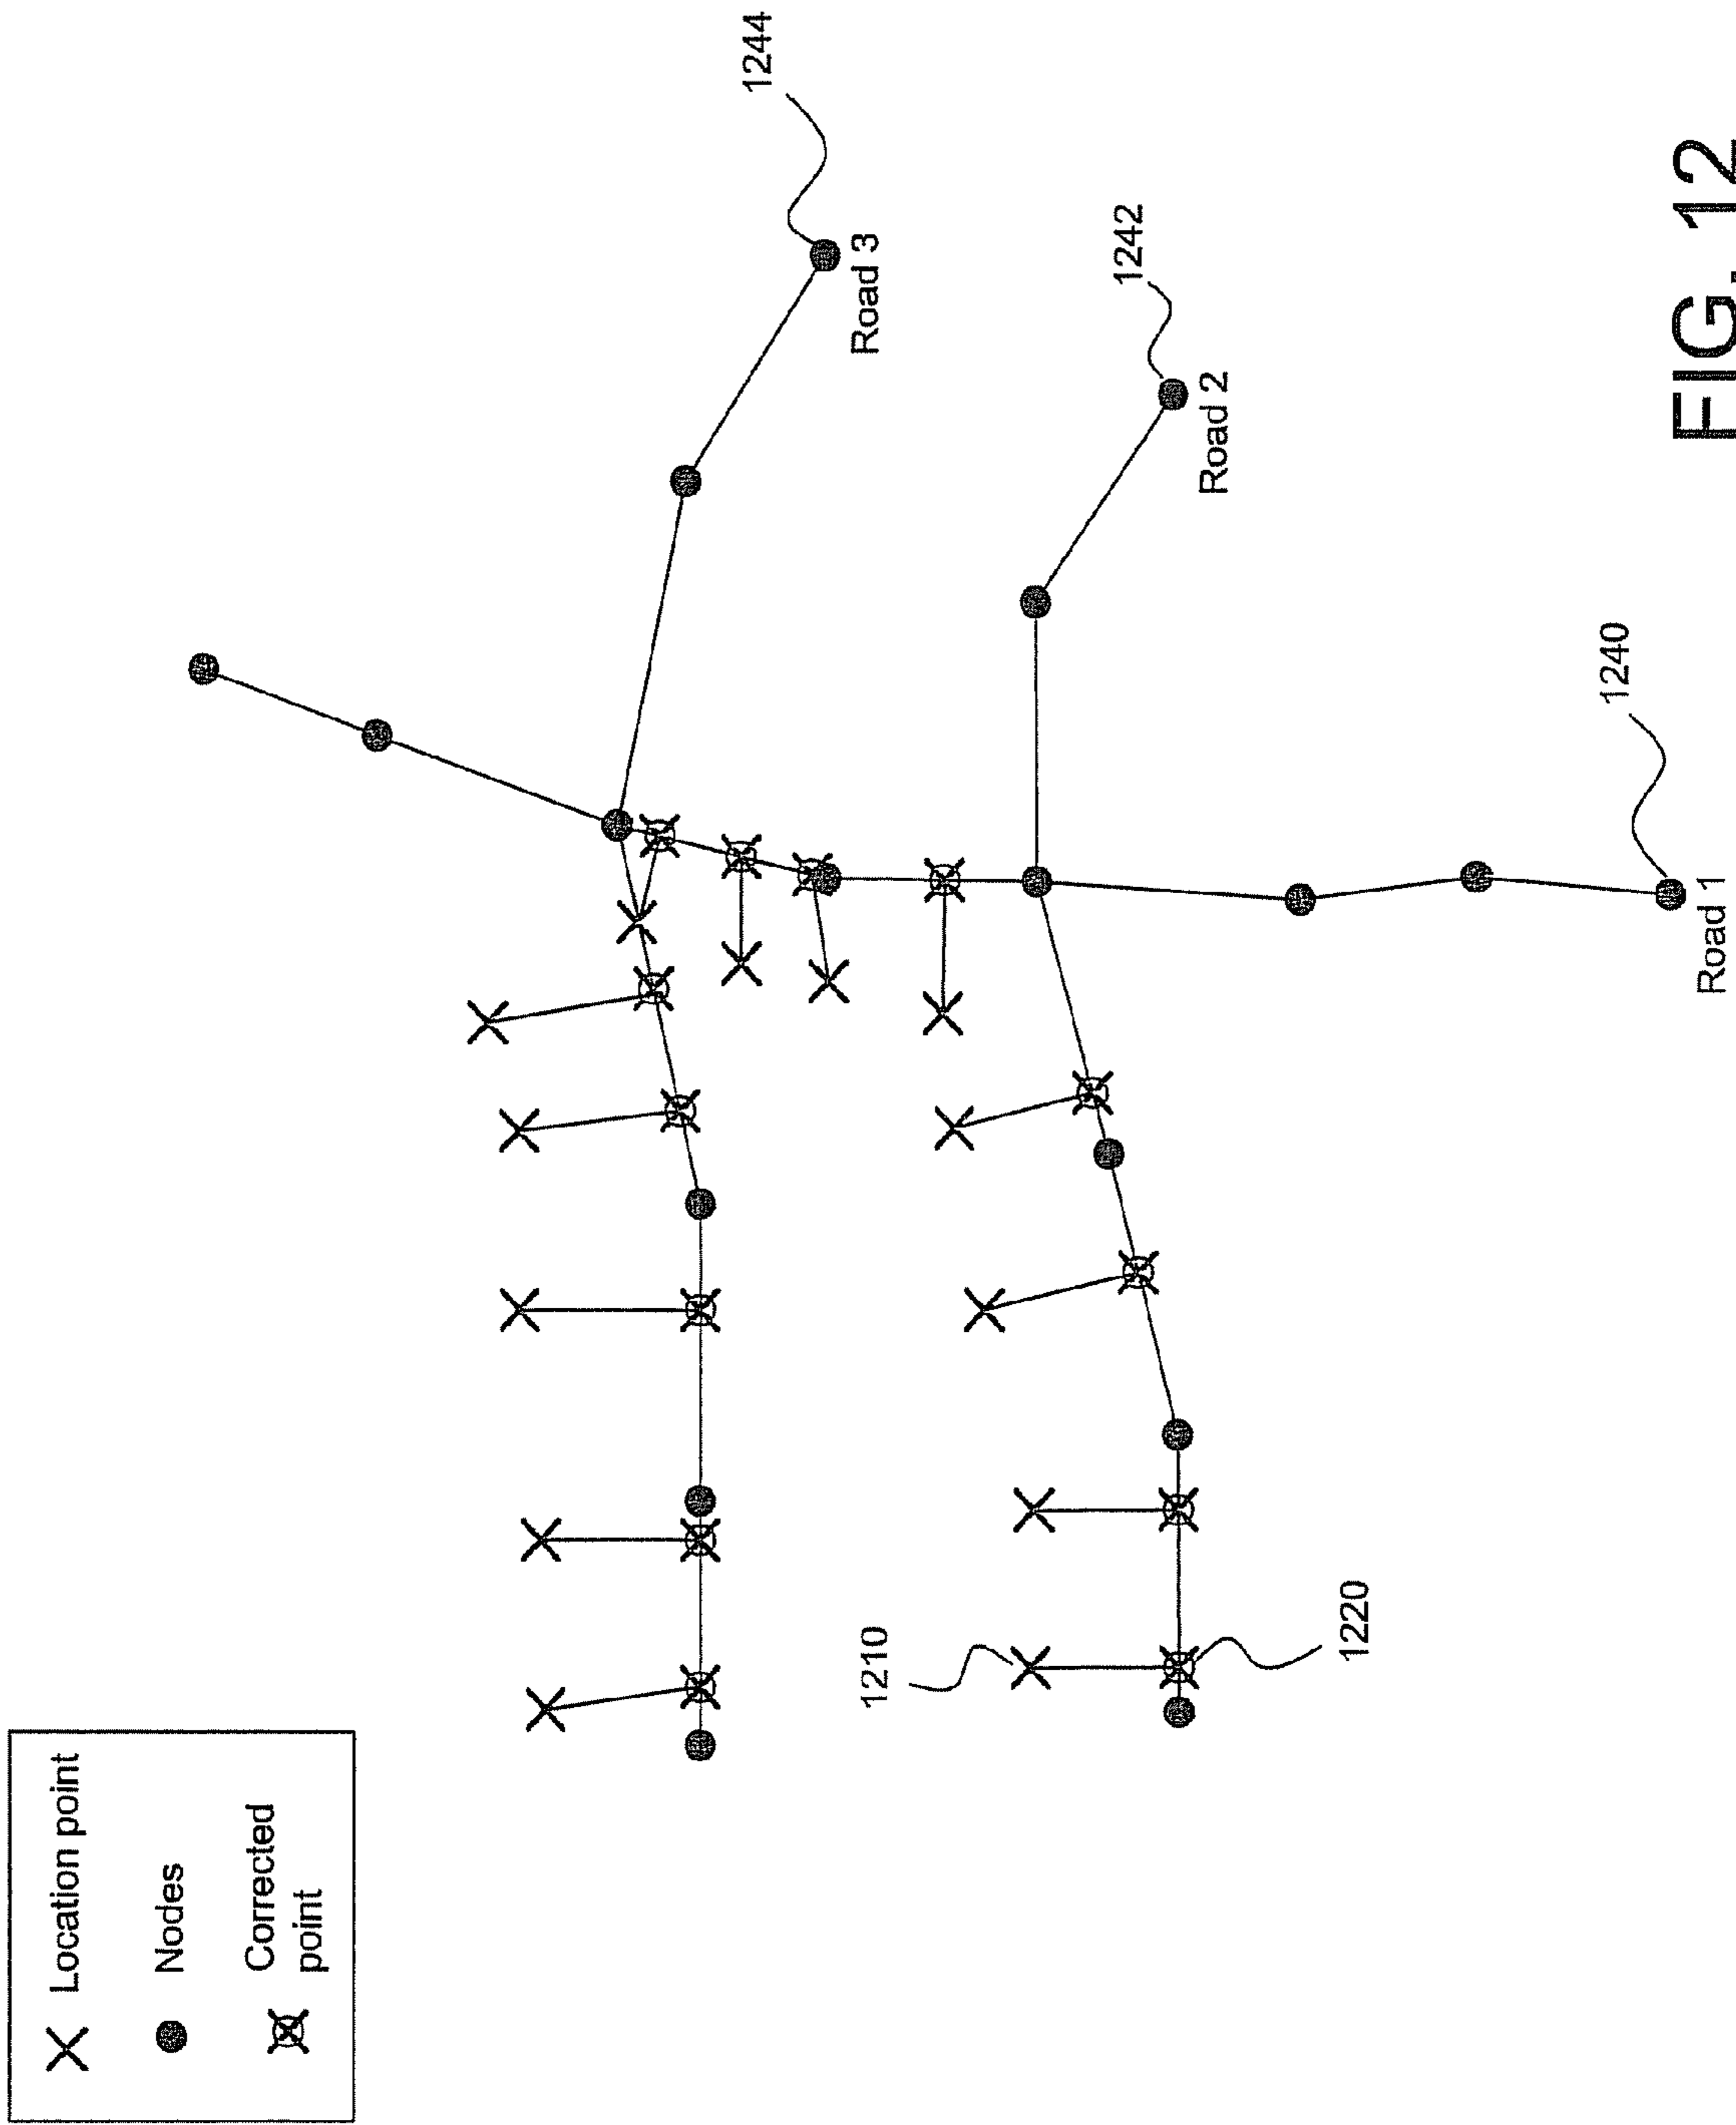 Location point
Nodes
Corrected
point
1244
Road 3
1242
Road 2
1240
Road 1
1210
1220
FIG. 12